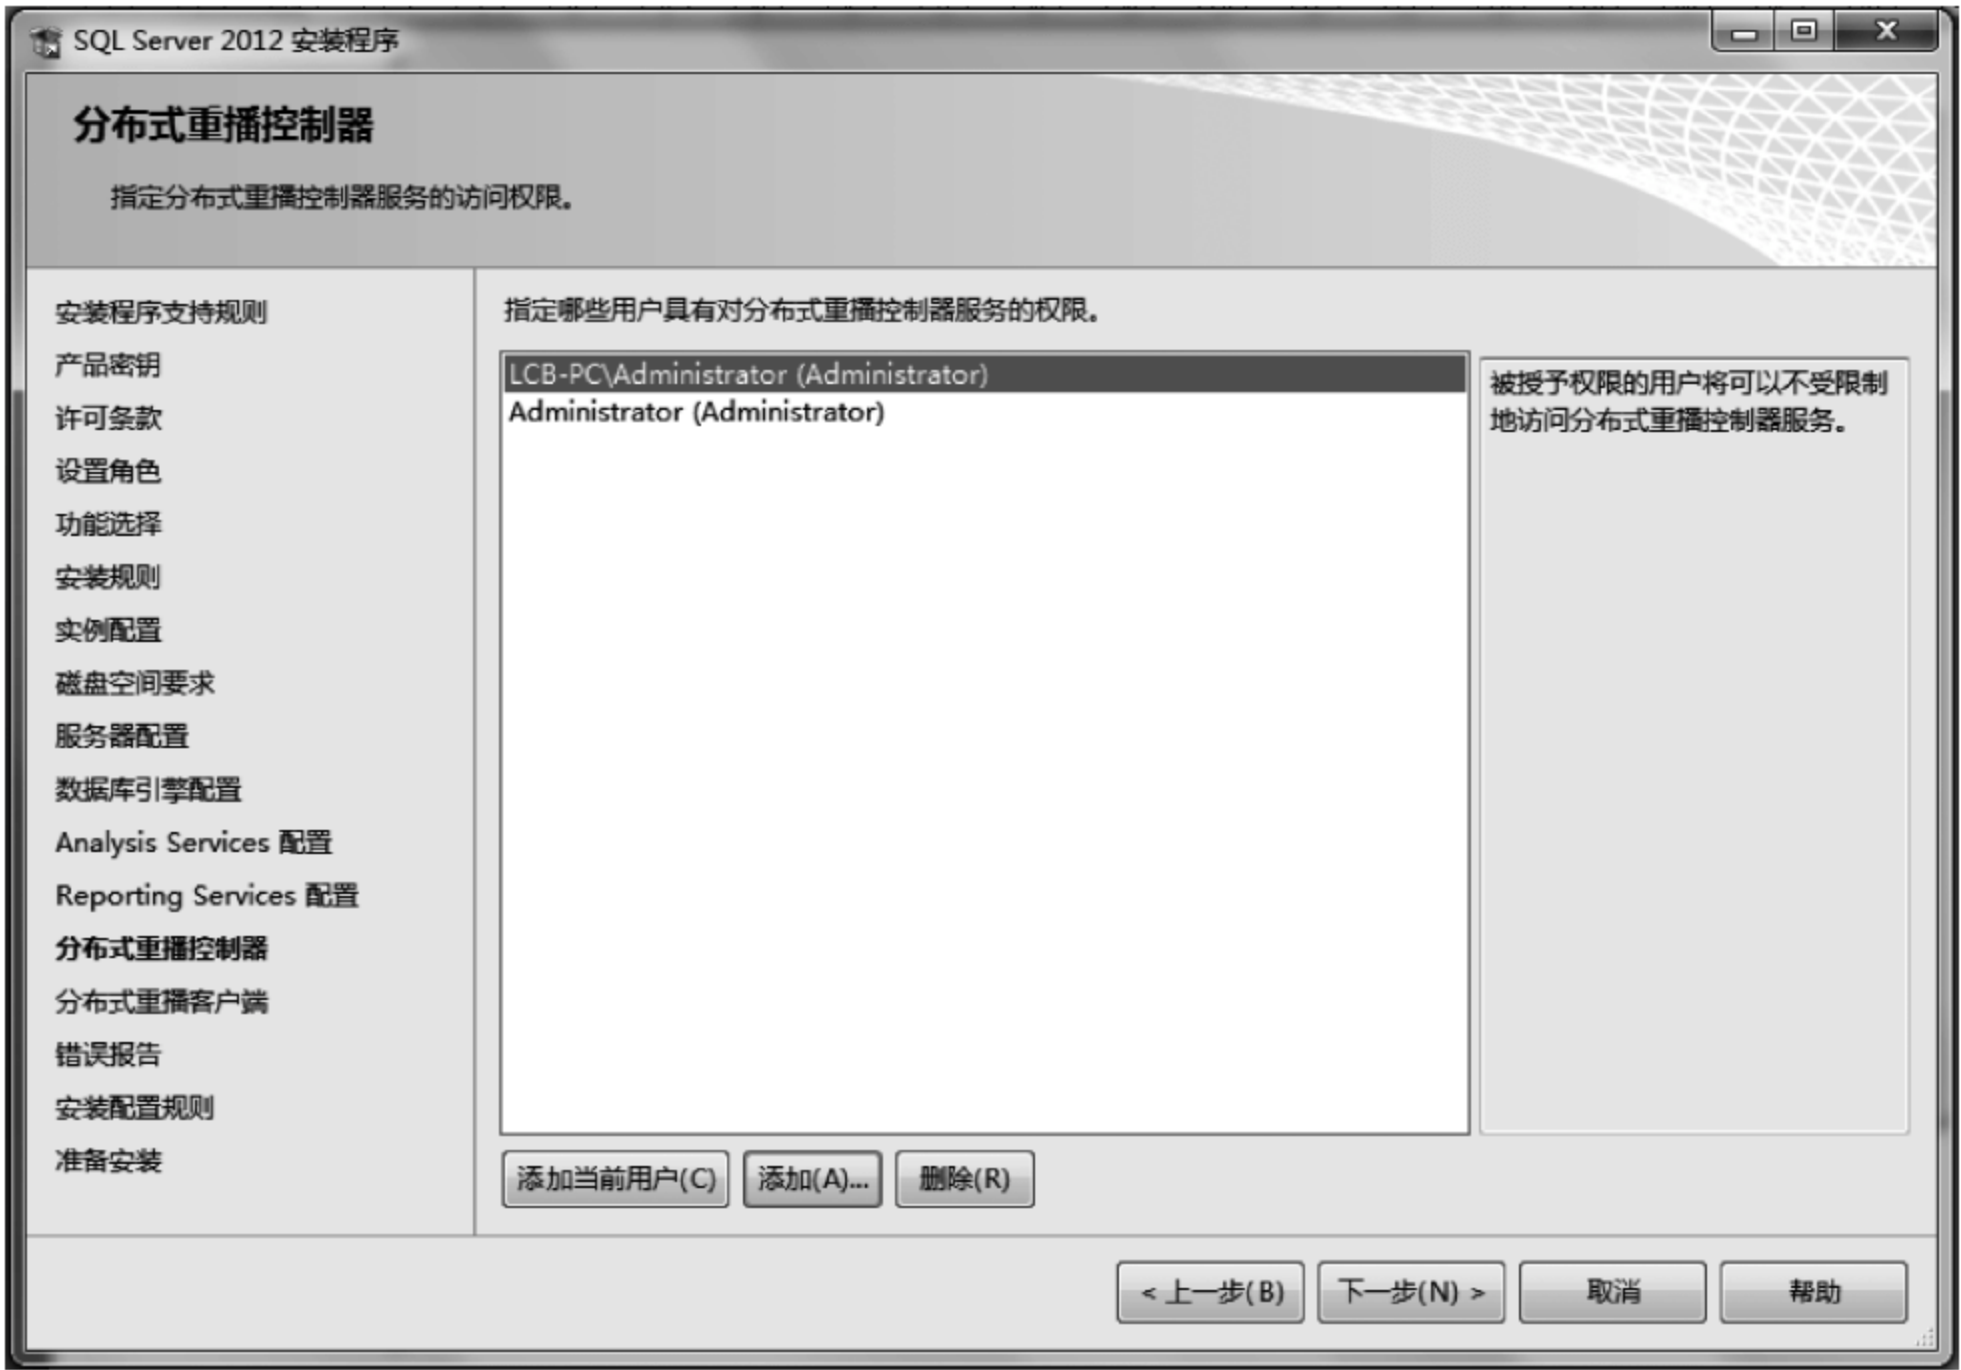 SQL Server 2012 安装程序
分布式重播控制器
指定分布式重播控制器服务的访问权限。
安装程序支持规则
产品密钥
许可条款
设置角色
功能选择
安装规则
实例配置
磁盘空间要求
服务器配置
数据库引擎配置
Analysis Services 配置
Reporting Services 配置
分布式重播控制器
分布式重播客户端
错误报告
安装配置规则
准备安装
指定哪些用户具有对分布式重播控制器服务的权限。
LCB-PC\Administrator (Administrator)
Administrator (Administrator)
被授予权限的用户将可以不受限制
地访问分布式重播控制器服务。
添加当前用户(C)
添加(A)...
删除(R)
< 上一步(B)
下一步(N) >
取消
帮助